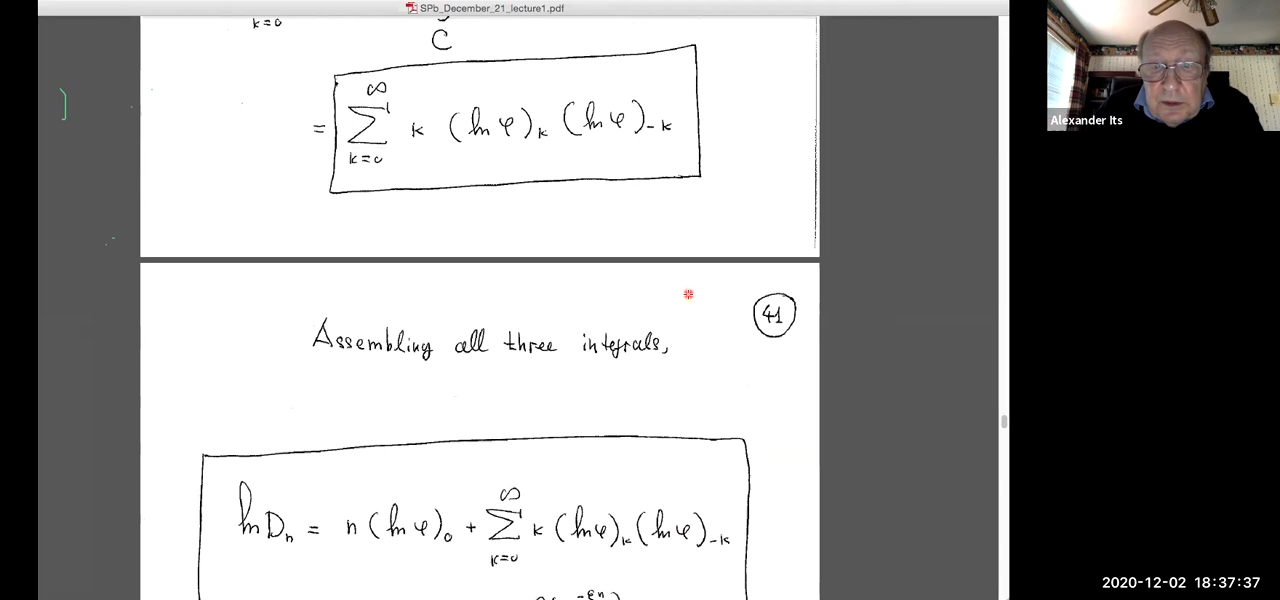 SPb_December_21_lecture1.pdf
k=0
C
= ∑_{k=0}^{∞} k (ln φ)_k (ln φ)_{-k}
41
Assembling all three integrals,
ln D_n = n (ln φ)_0 + ∑_{k=0}^{∞} k (ln φ)_k (ln φ)_{-k}
Alexander Its
2020-12-02 18:37:37